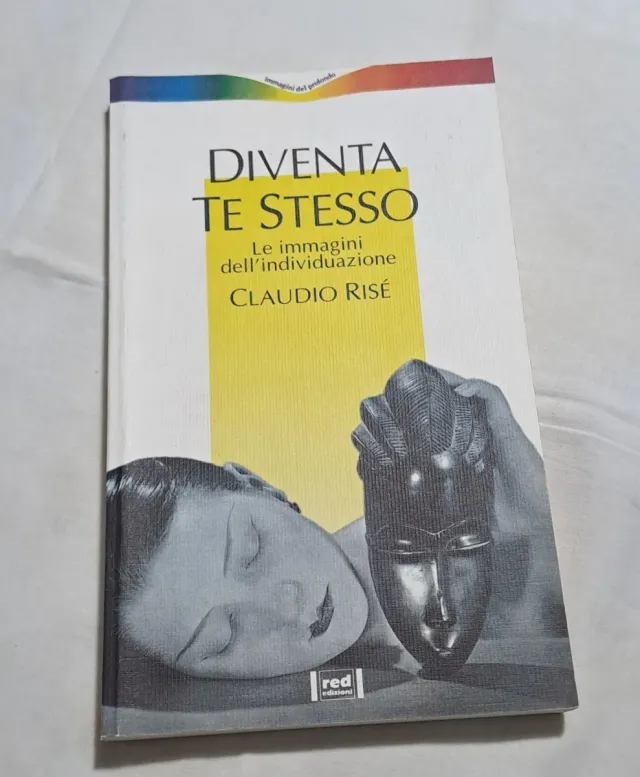 immagini del profondo
DIVENTA
TE STESSO
Le immagini
dell'individuazione
CLAUDIO RISÉ
red
edizioni